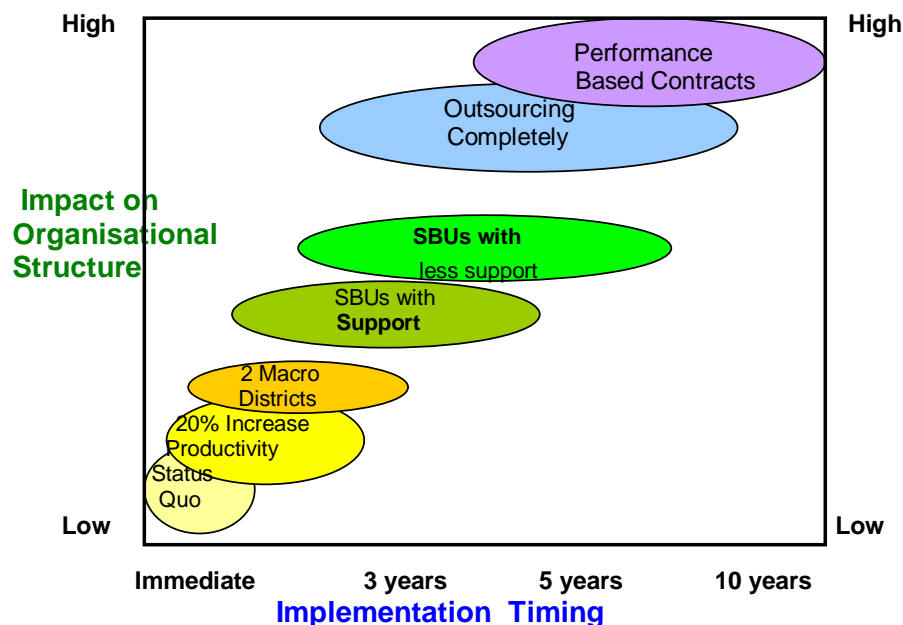 High
High
Performance
Based Contracts
Outsourcing
Completely
Impact on
Organisational
Structure
SBUs with
less support
SBUs with
Support
2 Macro
Districts
20% Increase
Productivity
Status
Quo
Low
Low
Immediate 3 years 5 years 10 years
Implementation Timing